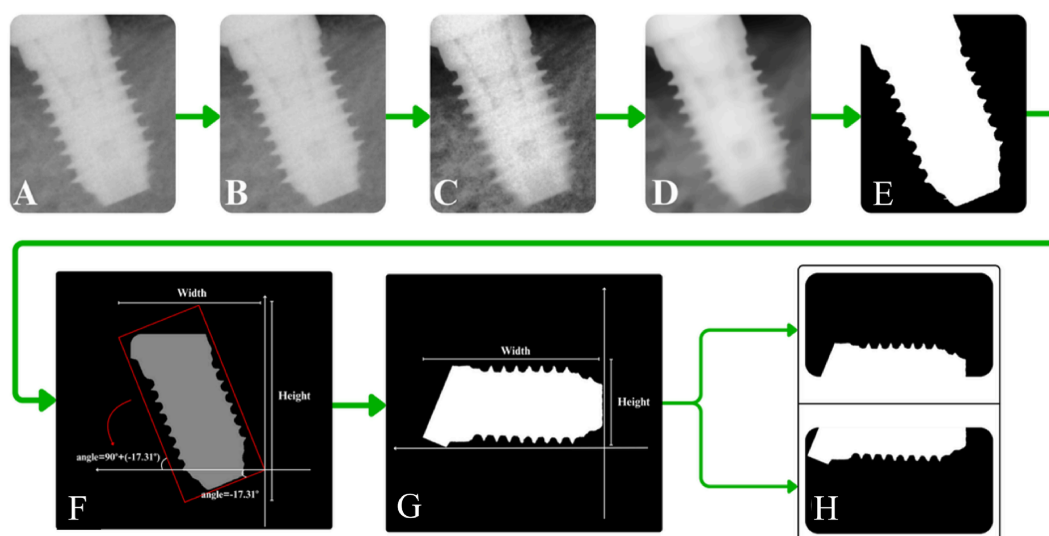 A
B
C
D
E
Width
Height
angle=90°+(-17.31°)
angle=-17.31°
F
Width
Height
G
H